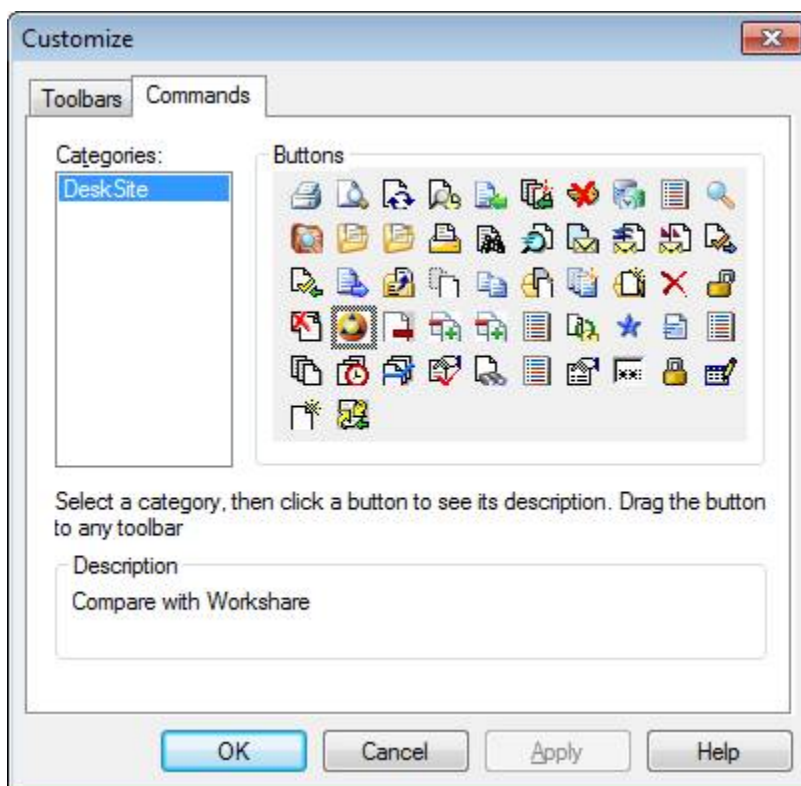 Customize
Toolbars
Commands
Categories:
DeskSite
Buttons
Select a category, then click a button to see its description. Drag the button
to any toolbar
Description
Compare with Workshare
OK
Cancel
Apply
Help